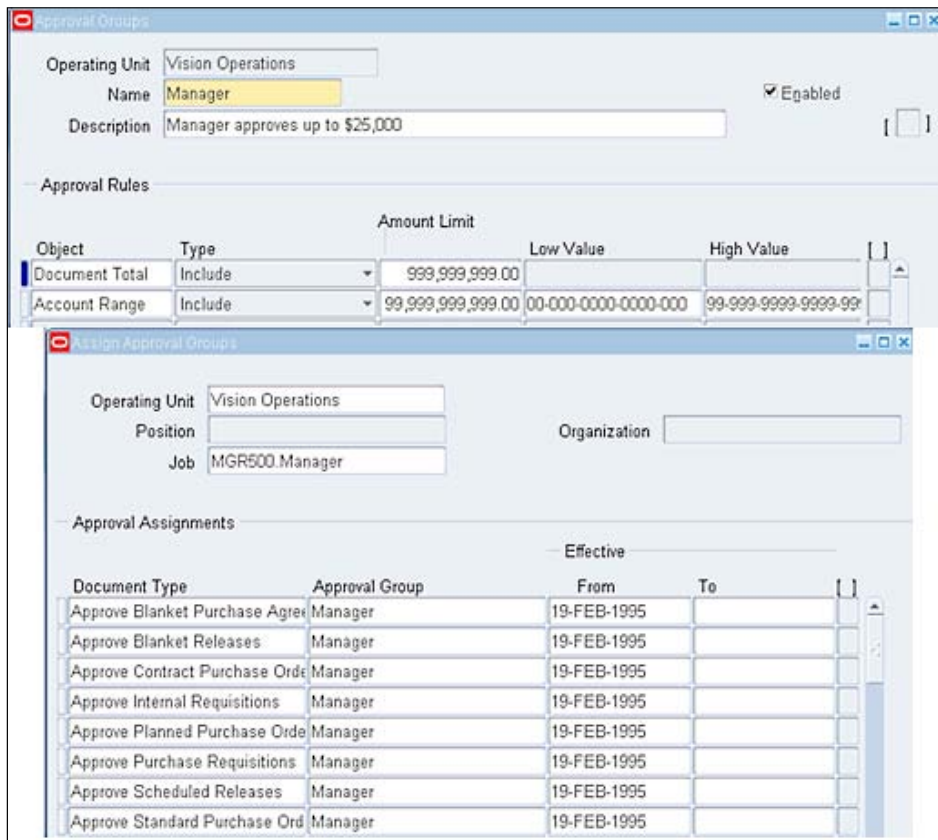 Approval Groups
Operating Unit Vision Operations
Name Manager
Enabled
Description Manager approves up to $25,000
[ ]
Approval Rules
Amount Limit
Object Type Low Value High Value [ ]
Document Total Include 999,999,999.00
Account Range Include 99,999,999,999.00 00-000-0000-0000-000 99-999-9999-9999-99
Assign Approval Groups
Operating Unit Vision Operations
Position
Organization
Job MGR500.Manager
Approval Assignments
Effective
Document Type Approval Group From To [ ]
Approve Blanket Purchase Agree Manager 19-FEB-1995
Approve Blanket Releases Manager 19-FEB-1995
Approve Contract Purchase Orde Manager 19-FEB-1995
Approve Internal Requisitions Manager 19-FEB-1995
Approve Planned Purchase Orde Manager 19-FEB-1995
Approve Purchase Requisitions Manager 19-FEB-1995
Approve Scheduled Releases Manager 19-FEB-1995
Approve Standard Purchase Ord Manager 19-FEB-1995